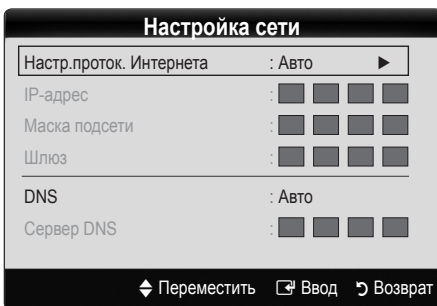 Настройка сети
Настр.проток. Интернета : Авто ►
IP-адрес :
Маска подсети :
Шлюз :
DNS : Авто
Сервер DNS :
Переместить Ввод Возврат